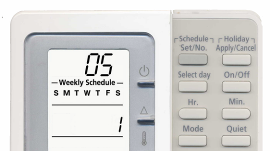 05
Weekly Schedule
S M T W T F S
1
Schedule Holiday
Set/No. Apply/Cancel
Select day On/Off
Hr. Min.
Mode Quiet